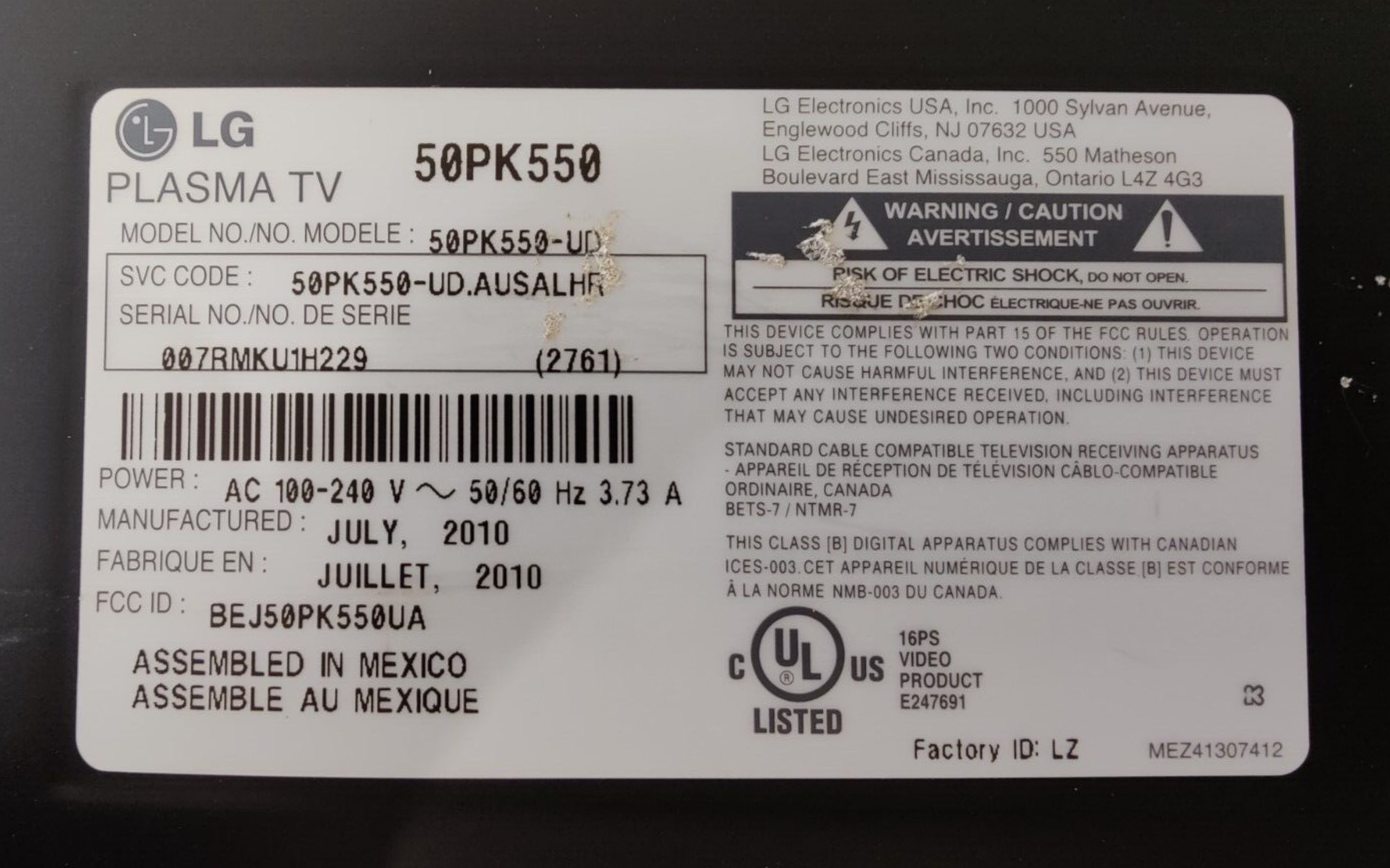 LG
PLASMA TV
50PK550
MODEL NO./NO. MODELE : 50PK550-UD
SVC CODE : 50PK550-UD.AUSALHR
SERIAL NO./NO. DE SERIE
007RMKU1H229 (2761)
POWER : AC 100-240 V ~ 50/60 Hz 3.73 A
MANUFACTURED : JULY, 2010
FABRIQUE EN : JUILLET, 2010
FCC ID : BEJ50PK550UA
ASSEMBLED IN MEXICO
ASSEMBLE AU MEXIQUE
LG Electronics USA, Inc. 1000 Sylvan Avenue,
Englewood Cliffs, NJ 07632 USA
LG Electronics Canada, Inc. 550 Matheson
Boulevard East Mississauga, Ontario L4Z 4G3
WARNING / CAUTION
AVERTISSEMENT
RISK OF ELECTRIC SHOCK, DO NOT OPEN.
RISQUE DE CHOC ÉLECTRIQUE-NE PAS OUVRIR.
THIS DEVICE COMPLIES WITH PART 15 OF THE FCC RULES. OPERATION
IS SUBJECT TO THE FOLLOWING TWO CONDITIONS: (1) THIS DEVICE
MAY NOT CAUSE HARMFUL INTERFERENCE, AND (2) THIS DEVICE MUST
ACCEPT ANY INTERFERENCE RECEIVED, INCLUDING INTERFERENCE
THAT MAY CAUSE UNDESIRED OPERATION.
STANDARD CABLE COMPATIBLE TELEVISION RECEIVING APPARATUS
- APPAREIL DE RÉCEPTION DE TÉLÉVISION CÂBLO-COMPATIBLE
ORDINAIRE, CANADA
BETS-7 / NTMR-7
THIS CLASS [B] DIGITAL APPARATUS COMPLIES WITH CANADIAN
ICES-003.CET APPAREIL NUMÉRIQUE DE LA CLASSE [B] EST CONFORME
À LA NORME NMB-003 DU CANADA.
C UL ® US
LISTED
16PS
VIDEO
PRODUCT
E247691
Factory ID: LZ
MEZ41307412